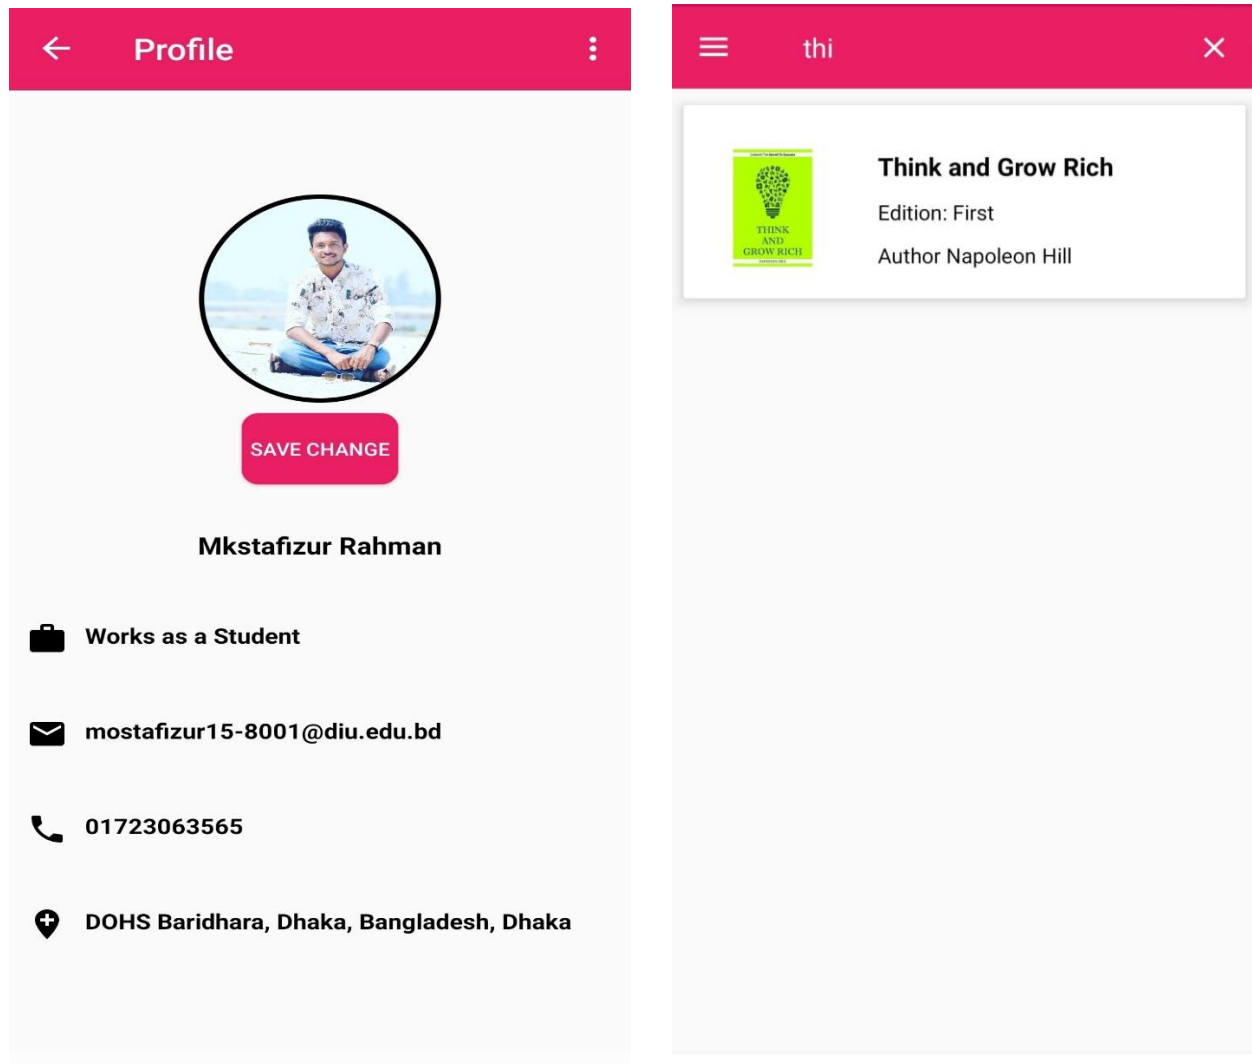 Profile
SAVE CHANGE
Mkstafizur Rahman
Works as a Student
mostafizur15-8001@diu.edu.bd
01723063565
DOHS Baridhara, Dhaka, Bangladesh, Dhaka
thi
THINK
AND
GROW RICH
Think and Grow Rich
Edition: First
Author Napoleon Hill